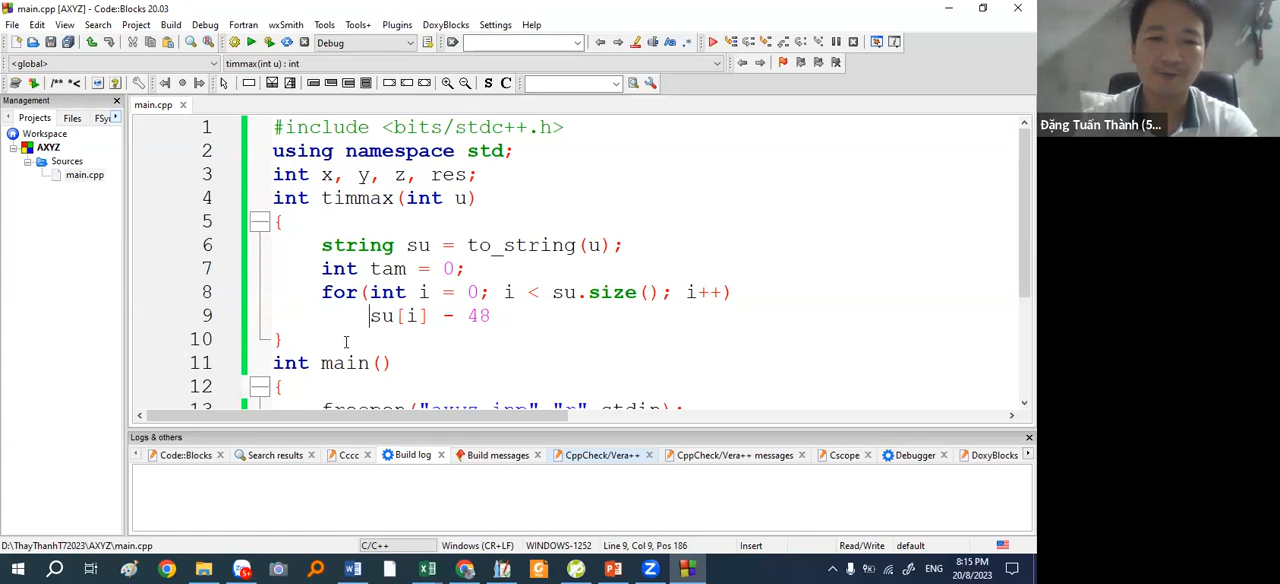 main.cpp [AXYZ] - Code::Blocks 20.03
File Edit View Search Project Build Debug Fortran wxSmith Tools Tools+ Plugins DoxyBlocks Settings Help
Debug
<global>
timmax(int u) : int
/** *<
S C
Management
Projects Files FSy
Workspace
AXYZ
Sources
main.cpp
main.cpp
1 #include <bits/stdc++.h>
2 using namespace std;
3 int x, y, z, res;
4 int timmax(int u)
5 {
6 string su = to_string(u);
7 int tam = 0;
8 for(int i = 0; i < su.size(); i++)
9 su[i] - 48
10 }
11 int main()
12 {
13 freopen("axyz.inp","r",stdin);
Logs & others
Code::Blocks Search results Cccc Build log Build messages CppCheck/Vera++ CppCheck/Vera++ messages Cscope Debugger DoxyBlocks
D:\ThayThanhT72023\AXYZ\main.cpp C/C++ Windows (CR+LF) WINDOWS-1252 Line 9, Col 9, Pos 186 Insert Read/Write default
ENG
8:15 PM
20/8/2023
Đặng Tuấn Thành (5...